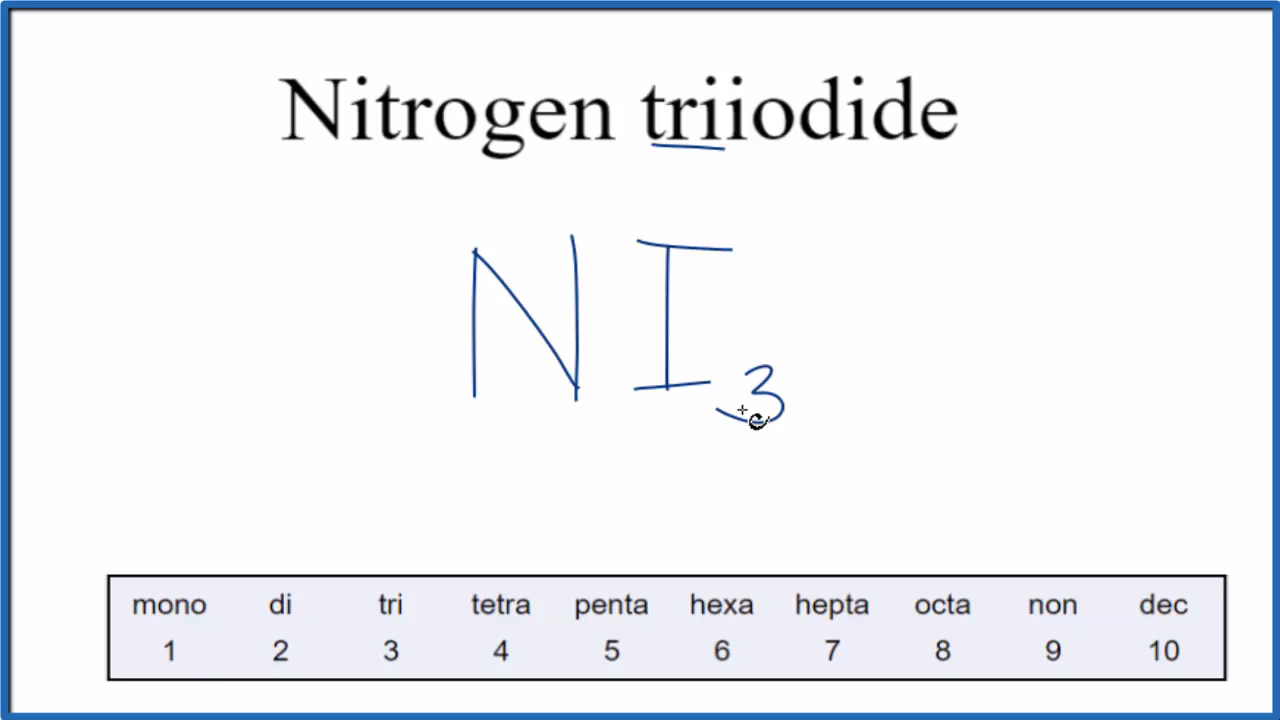 Nitrogen triiodide
NI3
mono di tri tetra penta hexa hepta octa non dec
1 2 3 4 5 6 7 8 9 10